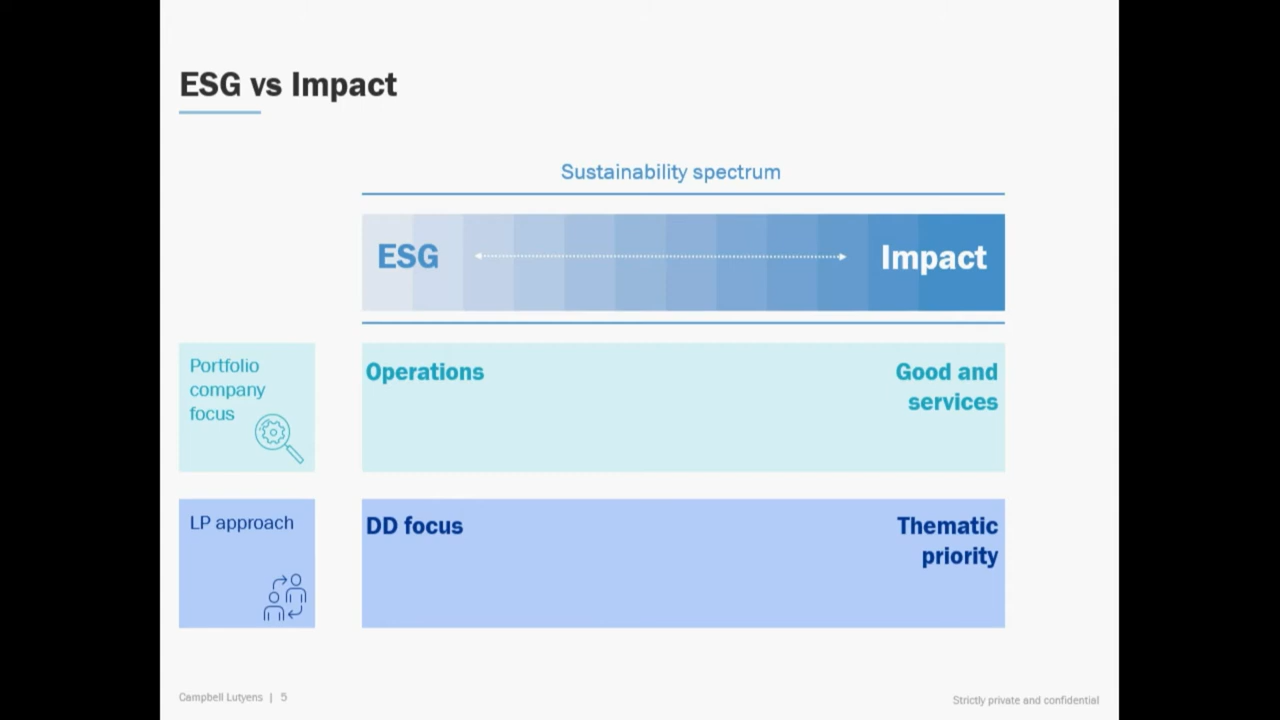 ESG vs Impact
Sustainability spectrum
ESG
Impact
Portfolio
company
focus
Operations
Good and
services
LP approach
DD focus
Thematic
priority
Campbell Lutyens | 5
Strictly private and confidential